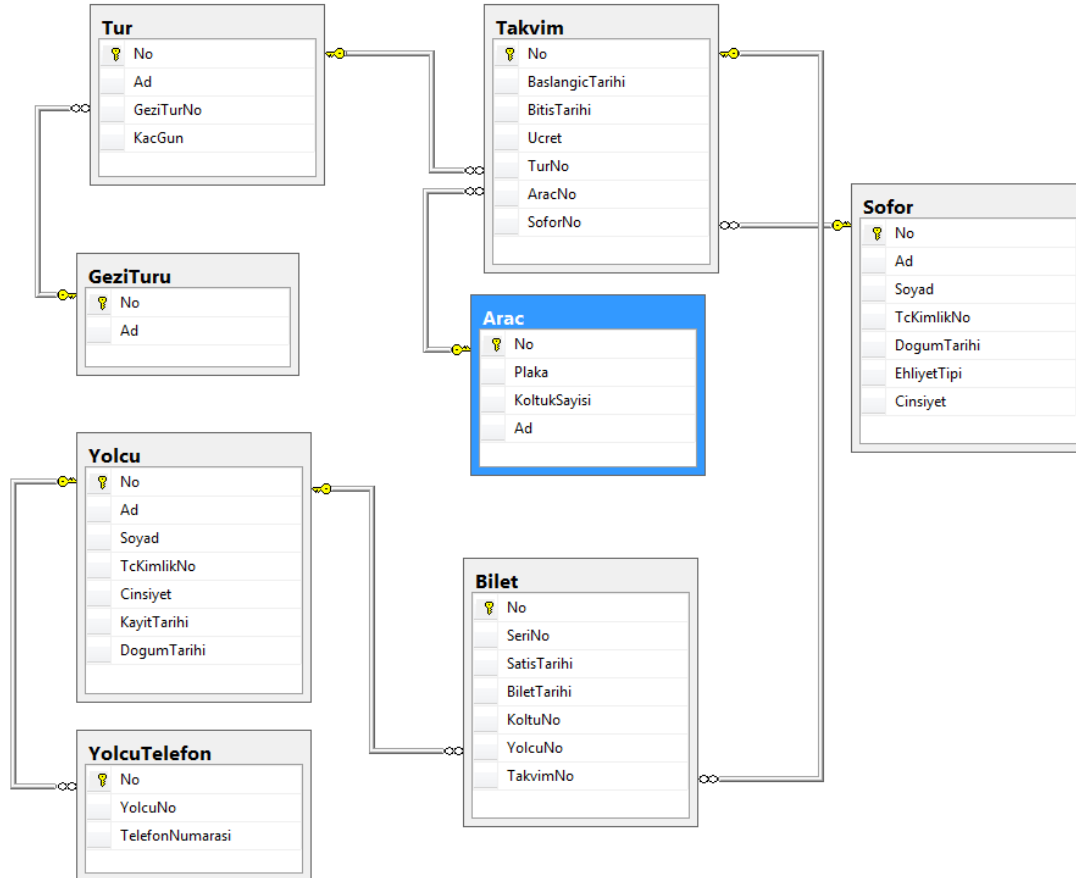 Tur
No
Ad
GeziTurNo
KacGun
Takvim
No
BaslangicTarihi
BitisTarihi
Ucret
TurNo
AracNo
SoforNo
Sofor
No
Ad
Soyad
TcKimlikNo
DogumTarihi
EhliyetTipi
Cinsiyet
GeziTuru
No
Ad
Arac
No
Plaka
KoltukSayisi
Ad
Yolcu
No
Ad
Soyad
TcKimlikNo
Cinsiyet
KayitTarihi
DogumTarihi
Bilet
No
SeriNo
SatisTarihi
BiletTarihi
KoltuNo
YolcuNo
TakvimNo
YolcuTelefon
No
YolcuNo
TelefonNumarasi